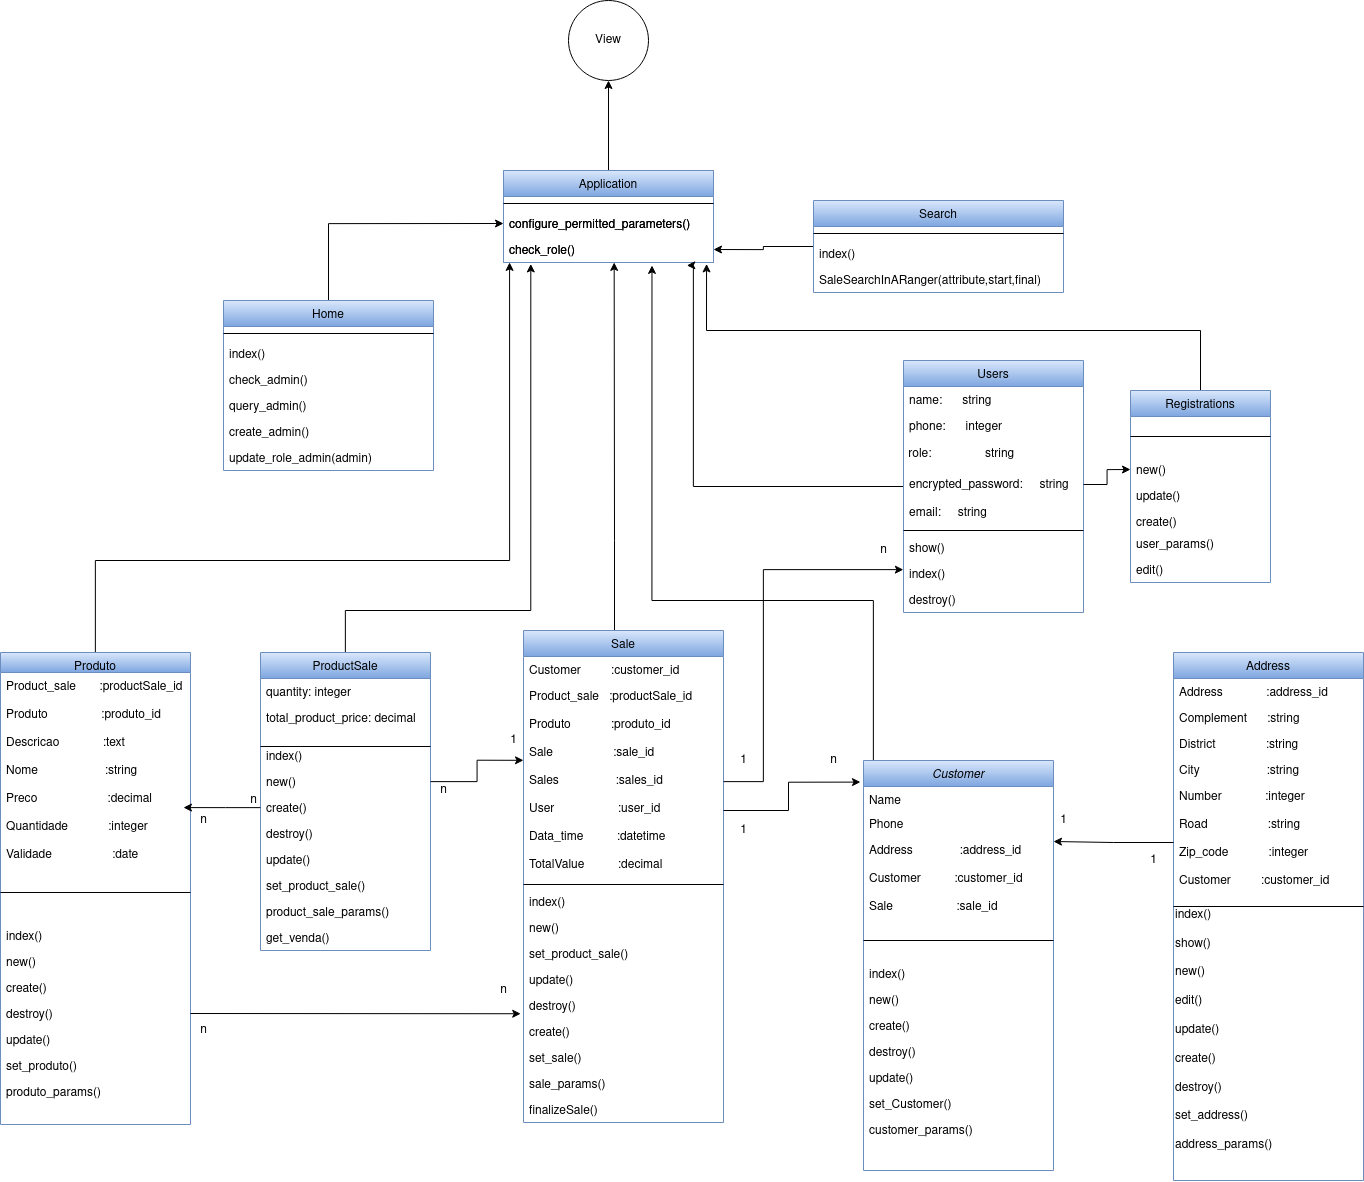 View
Application
configure_permitted_parameters()
check_role()
Search
index()
SaleSearchInARanger(attribute,start,final)
Home
index()
check_admin()
query_admin()
create_admin()
update_role_admin(admin)
Users
name: string
phone: integer
role: string
encrypted_password: string
email: string
show()
index()
destroy()
Registrations
new()
update()
create()
user_params()
edit()
n
Produto
Product_sale :productSale_id
Produto :produto_id
Descricao :text
Nome :string
Preco :decimal
Quantidade :integer
Validade :date
index()
new()
create()
destroy()
update()
set_produto()
produto_params()
n
n
n
n
ProductSale
quantity: integer
total_product_price: decimal
index()
new()
create()
destroy()
update()
set_product_sale()
product_sale_params()
get_venda()
n
1
Sale
Customer :customer_id
Product_sale :productSale_id
Produto :produto_id
Sale :sale_id
Sales :sales_id
User :user_id
Data_time :datetime
TotalValue :decimal
index()
new()
set_product_sale()
update()
destroy()
create()
set_sale()
sale_params()
finalizeSale()
1
1
n
Customer
Name
Phone
Address :address_id
Customer :customer_id
Sale :sale_id
index()
new()
create()
destroy()
update()
set_Customer()
customer_params()
1
1
Address
Address :address_id
Complement :string
District :string
City :string
Number :integer
Road :string
Zip_code :integer
Customer :customer_id
index()
show()
new()
edit()
update()
create()
destroy()
set_address()
address_params()